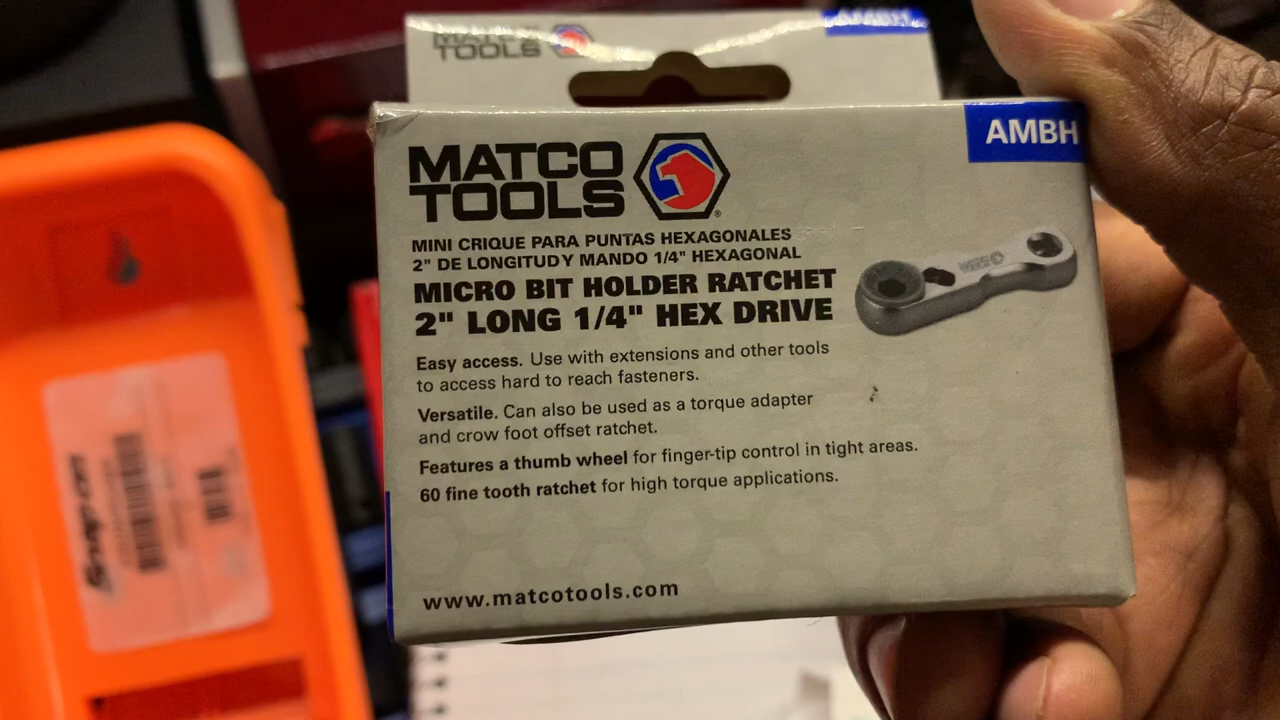 MATCO
TOOLS
AMBH
MATCO
TOOLS
AMBH
MINI CRIQUE PARA PUNTAS HEXAGONALES
2" DE LONGITUD Y MANDO 1/4" HEXAGONAL
MICRO BIT HOLDER RATCHET
2" LONG 1/4" HEX DRIVE
Easy access. Use with extensions and other tools
to access hard to reach fasteners.
Versatile. Can also be used as a torque adapter
and crow foot offset ratchet.
Features a thumb wheel for finger-tip control in tight areas.
60 fine tooth ratchet for high torque applications.
www.matcotools.com
Snap-on